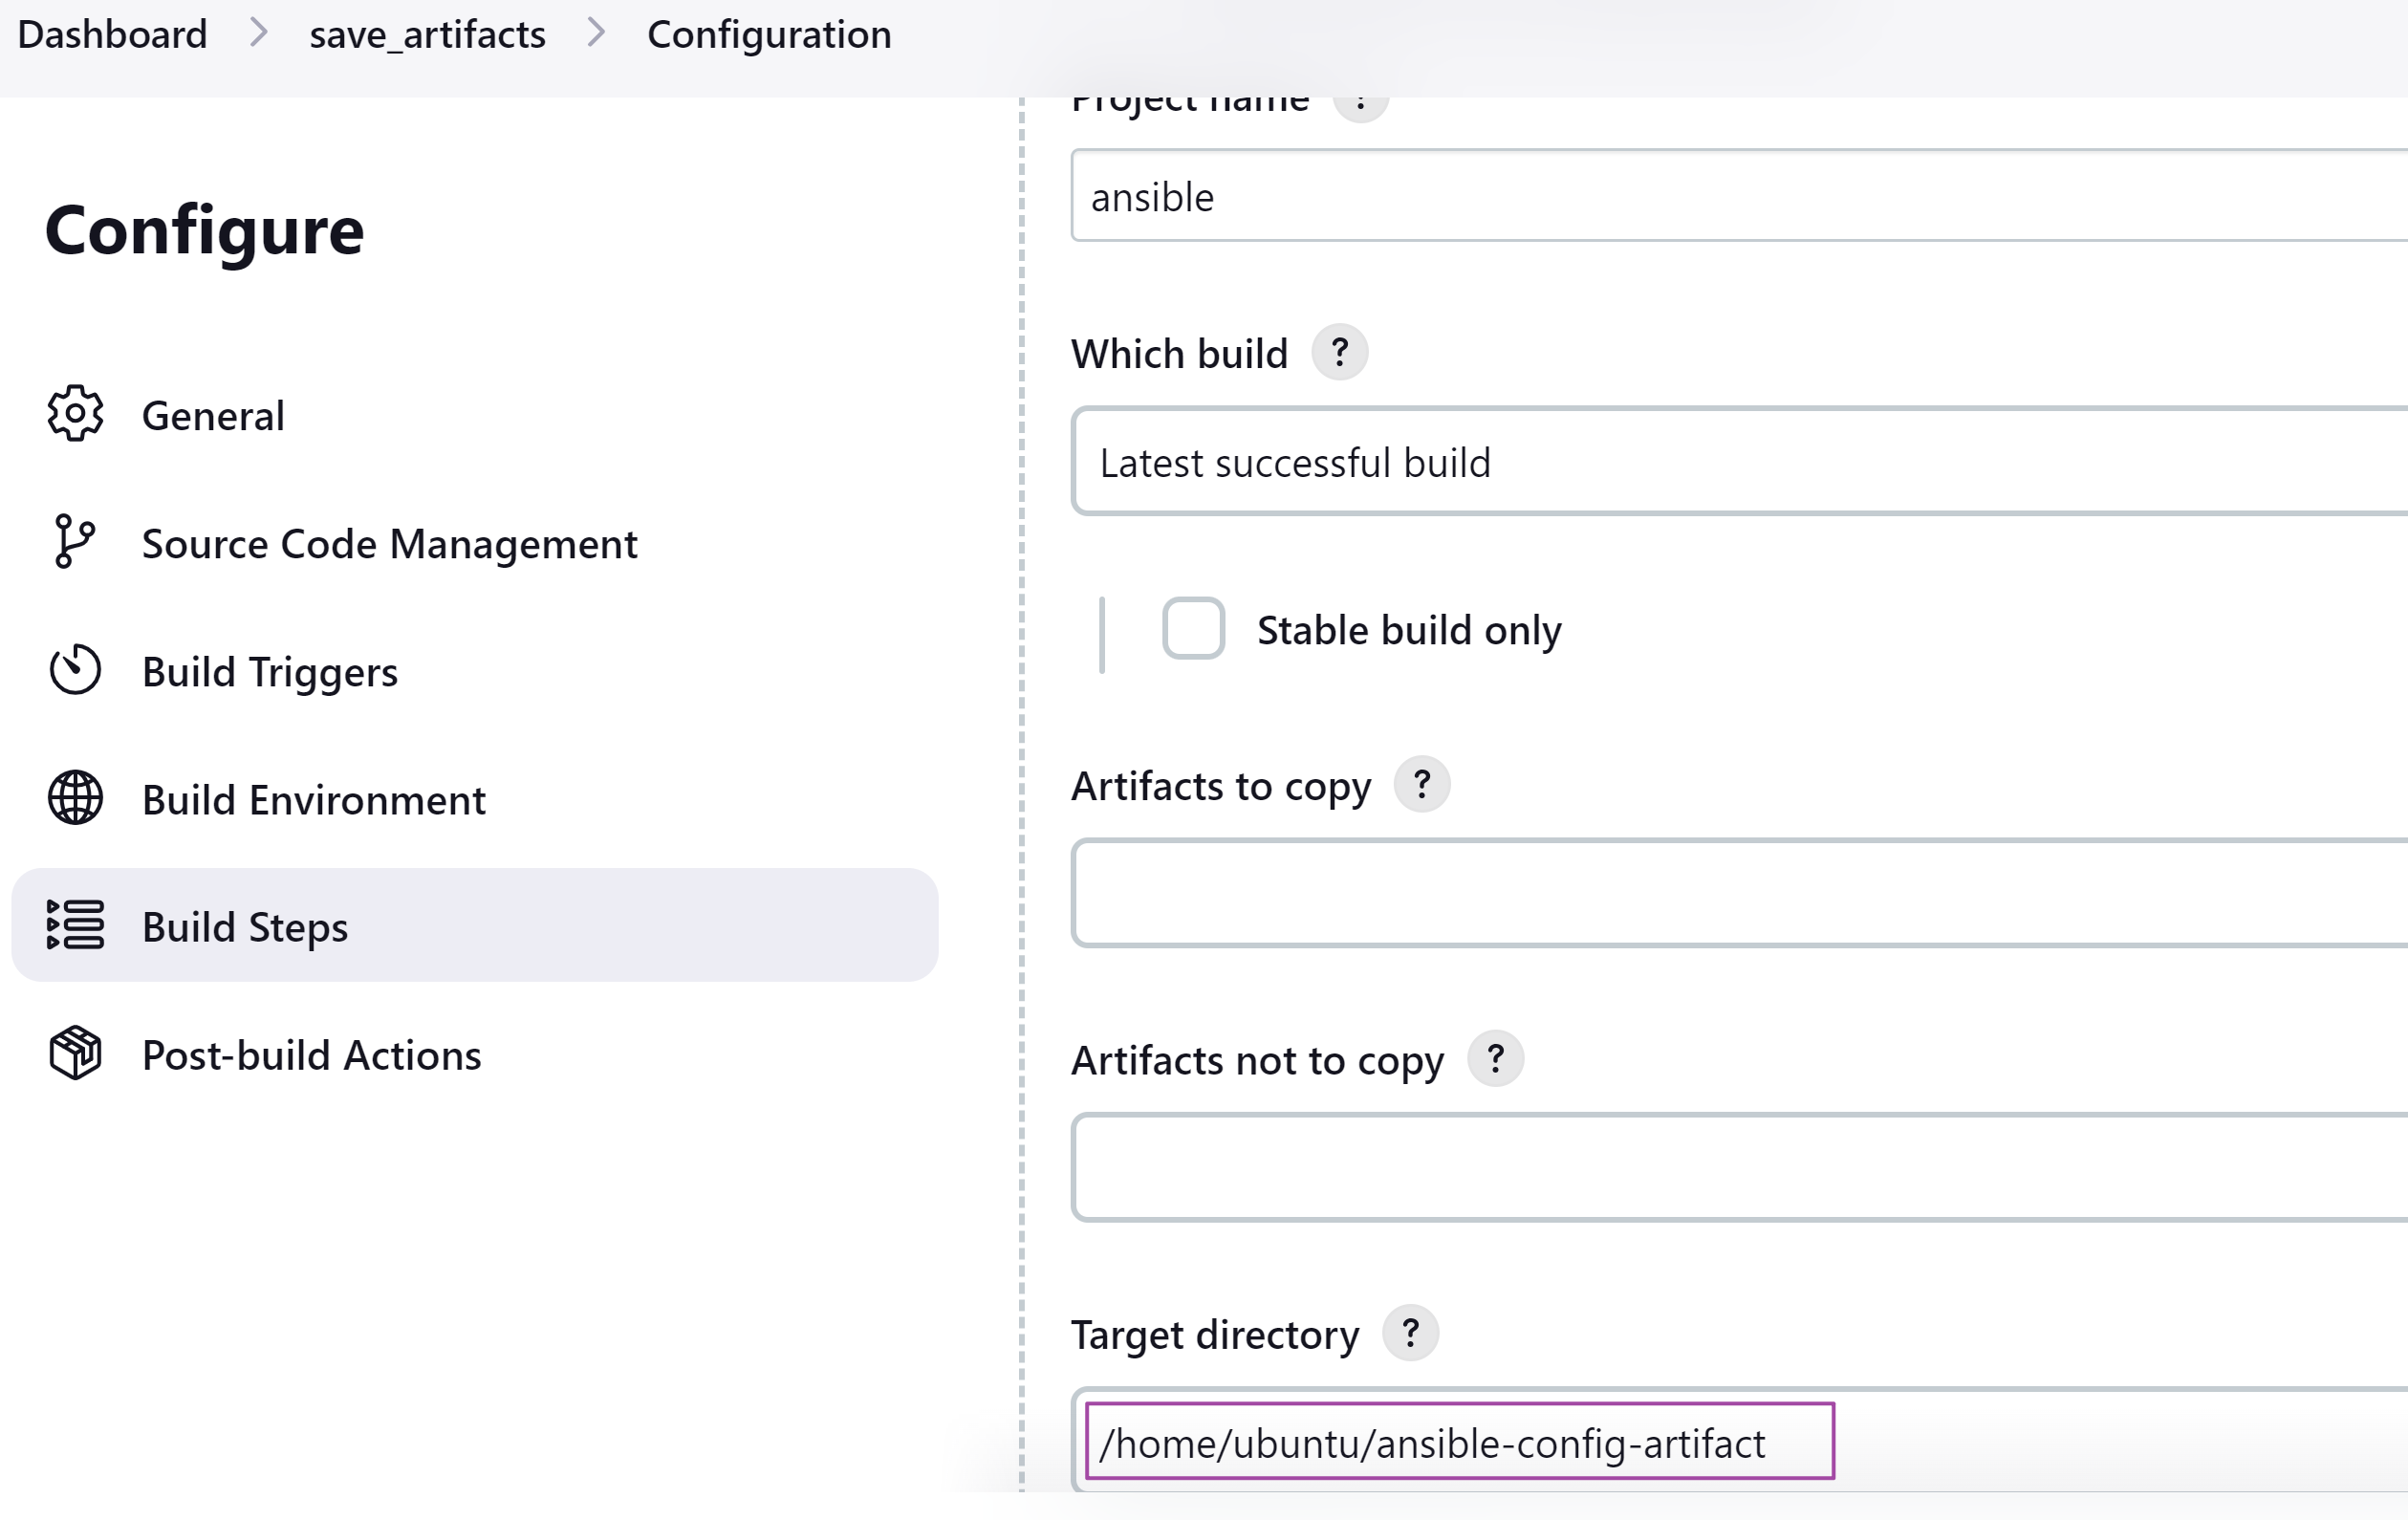 Dashboard > save_artifacts > Configuration
Configure
General
Source Code Management
Build Triggers
Build Environment
Build Steps
Post-build Actions
Project name ?
ansible
Which build ?
Latest successful build
Stable build only
Artifacts to copy ?
Artifacts not to copy ?
Target directory ?
/home/ubuntu/ansible-config-artifact